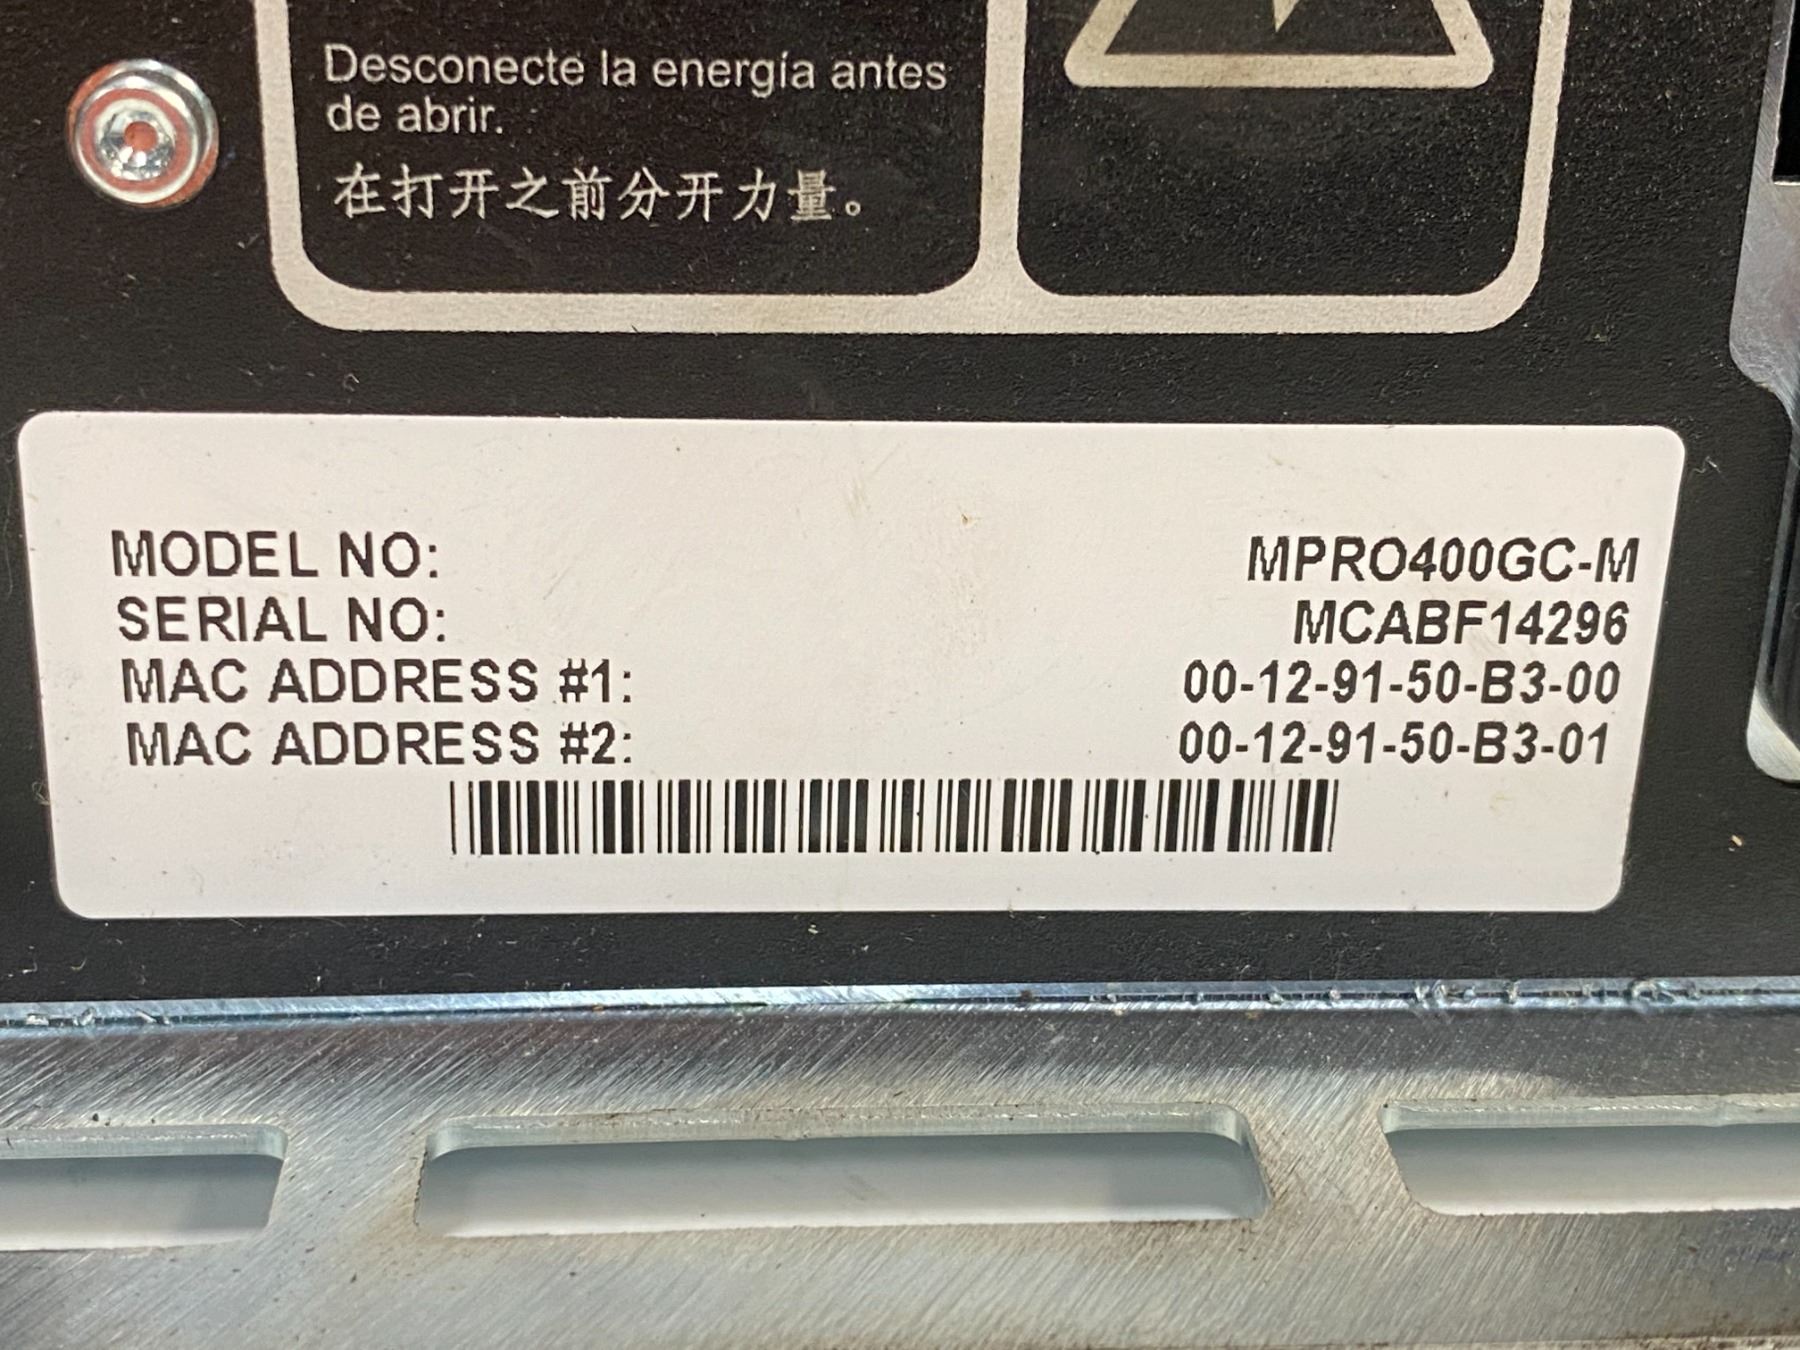 Desconecte la energía antes
de abrir.
在打开之前分开力量。
MODEL NO: MPRO400GC-M
SERIAL NO: MCABF14296
MAC ADDRESS #1: 00-12-91-50-B3-00
MAC ADDRESS #2: 00-12-91-50-B3-01